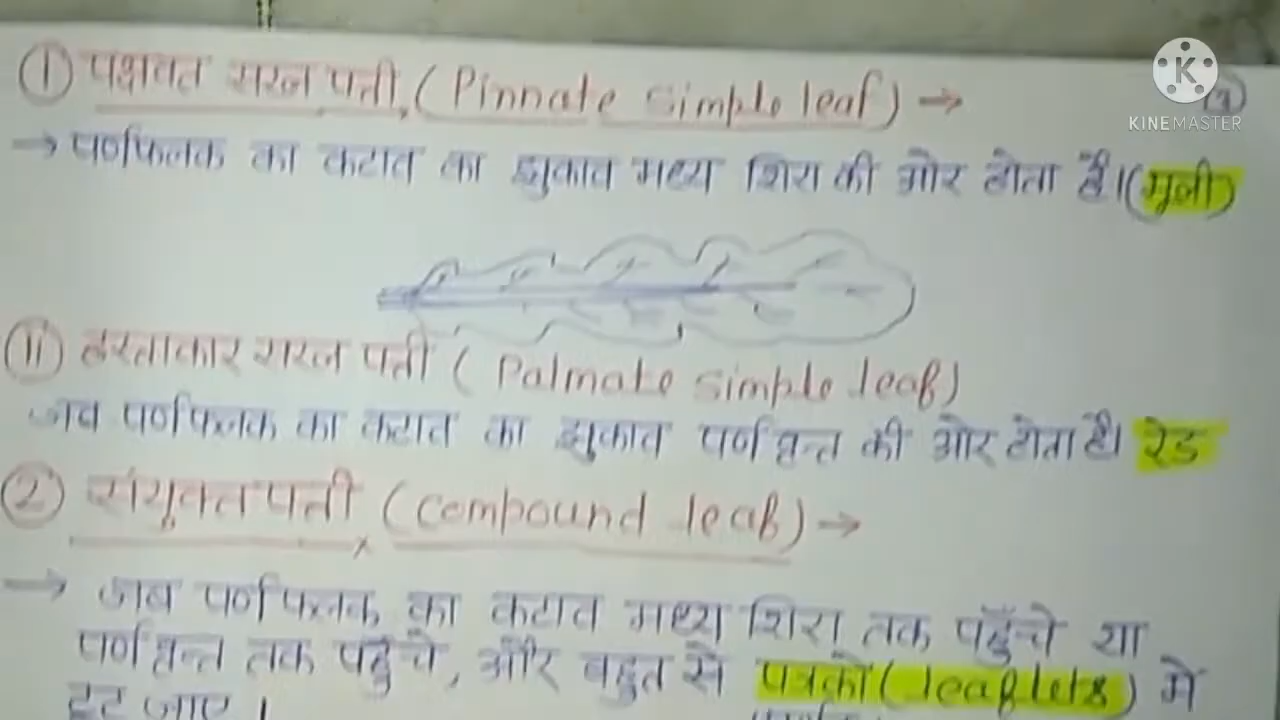 ① पक्षवत सरल पत्ती, (Pinnate simple leaf) →
KINEMASTER
→ पर्णफलक का कटाव का झुकाव मध्य शिरा की ओर होता है। (मूली)
(ii) हस्ताकार सरल पत्ती (Palmate simple leaf)
जब पर्णफलक का कटाव का झुकाव पर्णवृन्त की ओर होता है। रेड
② संयुक्त पत्ती (compound leaf) →
→ जब पर्णफलक का कटाव मध्य शिरा तक पहुँचे या
पर्णवृन्त तक पहुँचे, और बहुत से पत्रकों (leaflets) में
टूट जाए।